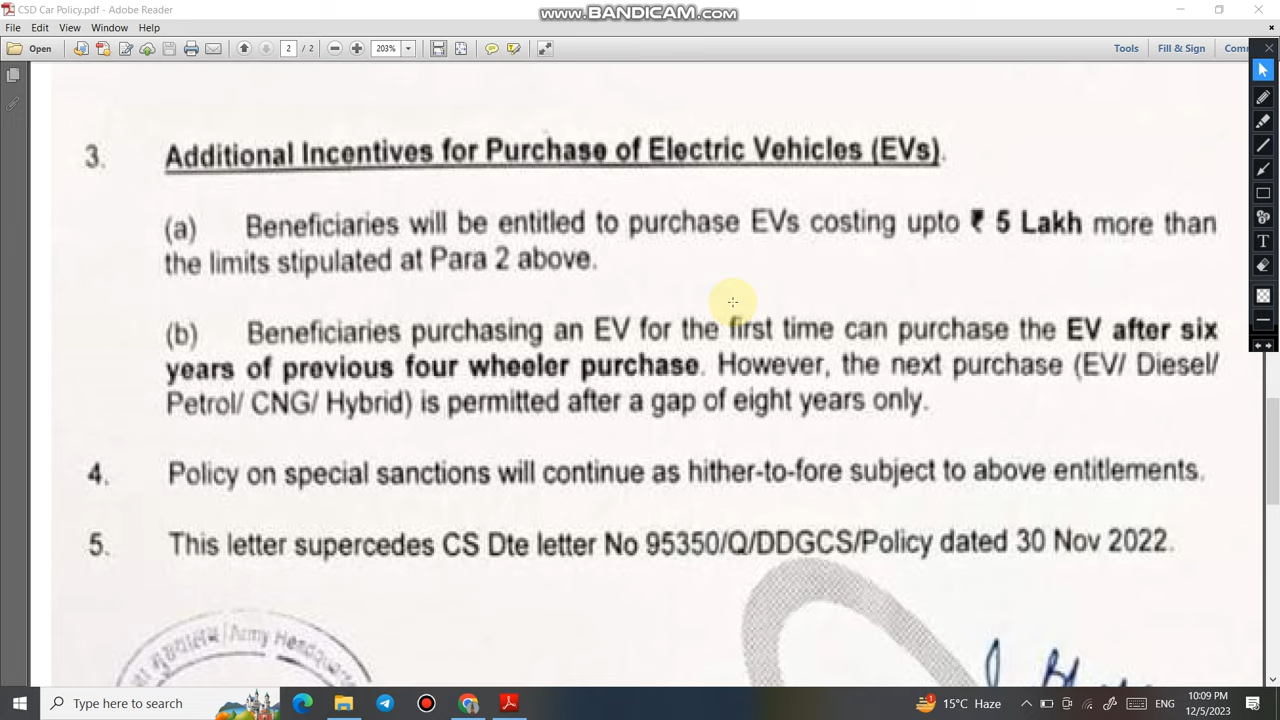 CSD Car Policy.pdf - Adobe Reader
www.BANDICAM.com
File Edit View Window Help
Open 2 / 2 203% Tools Fill & Sign Com
3. Additional Incentives for Purchase of Electric Vehicles (EVs).
(a) Beneficiaries will be entitled to purchase EVs costing upto ₹ 5 Lakh more than
the limits stipulated at Para 2 above.
(b) Beneficiaries purchasing an EV for the first time can purchase the EV after six
years of previous four wheeler purchase. However, the next purchase (EV/ Diesel/
Petrol/ CNG/ Hybrid) is permitted after a gap of eight years only.
4. Policy on special sanctions will continue as hither-to-fore subject to above entitlements.
5. This letter supercedes CS Dte letter No 95350/Q/DDGCS/Policy dated 30 Nov 2022.
मुख्यालय/Army Headquarte
Type here to search
1
15°C Haze
ENG
10:09 PM
12/5/2023